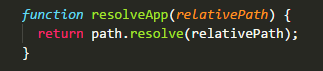 function resolveApp(relativePath) {
  return path.resolve(relativePath);
}